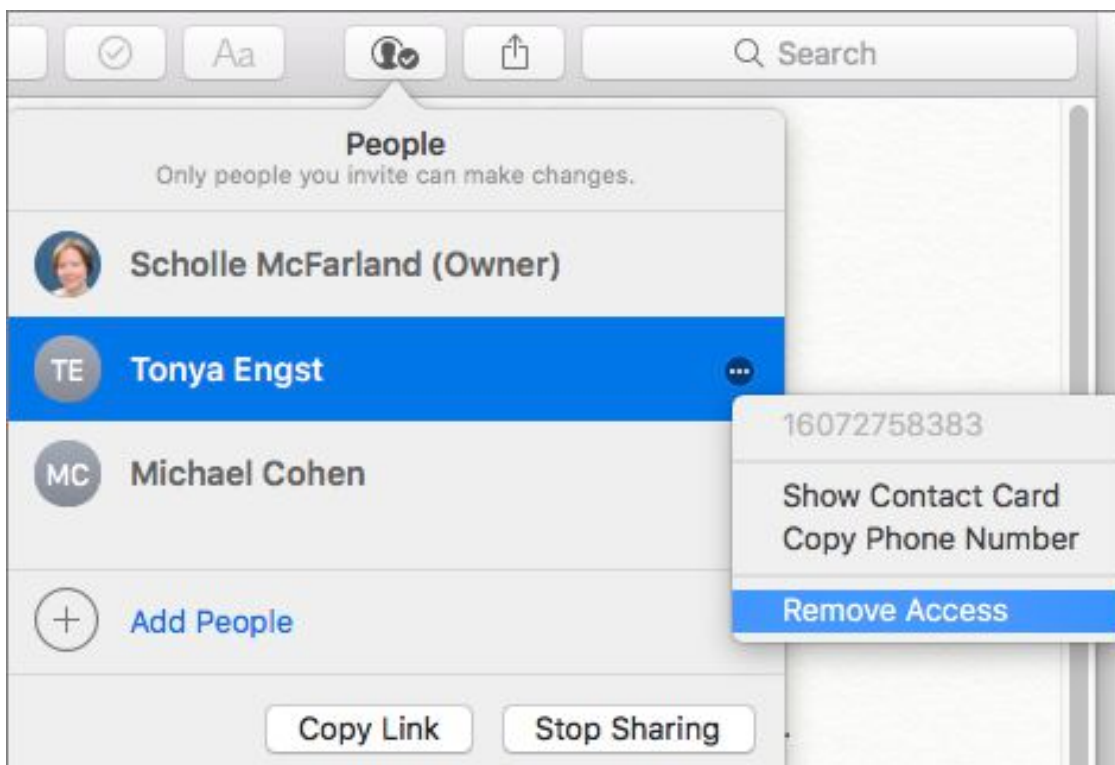 Aa
Search
People
Only people you invite can make changes.
Scholle McFarland (Owner)
TE
Tonya Engst
16072758383
MC
Michael Cohen
Show Contact Card
Copy Phone Number
Add People
Remove Access
Copy Link
Stop Sharing